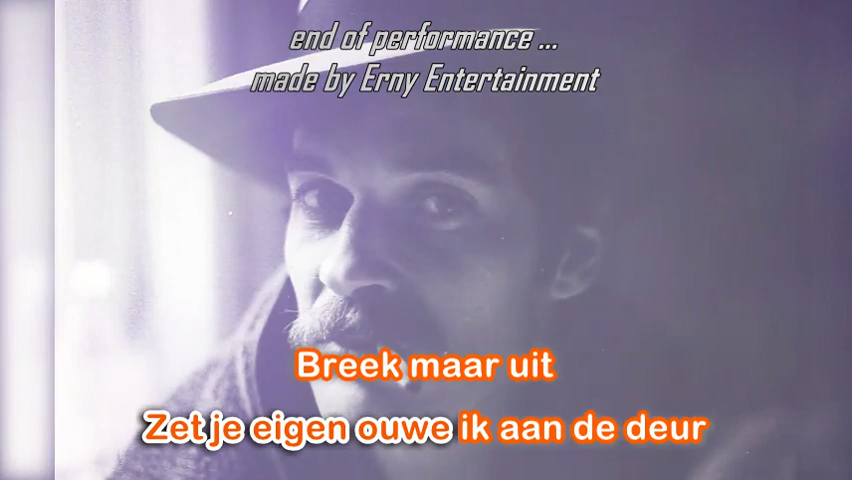 end of performance ...
made by Erny Entertainment
Breek maar uit
Zet je eigen ouwe ik aan de deur